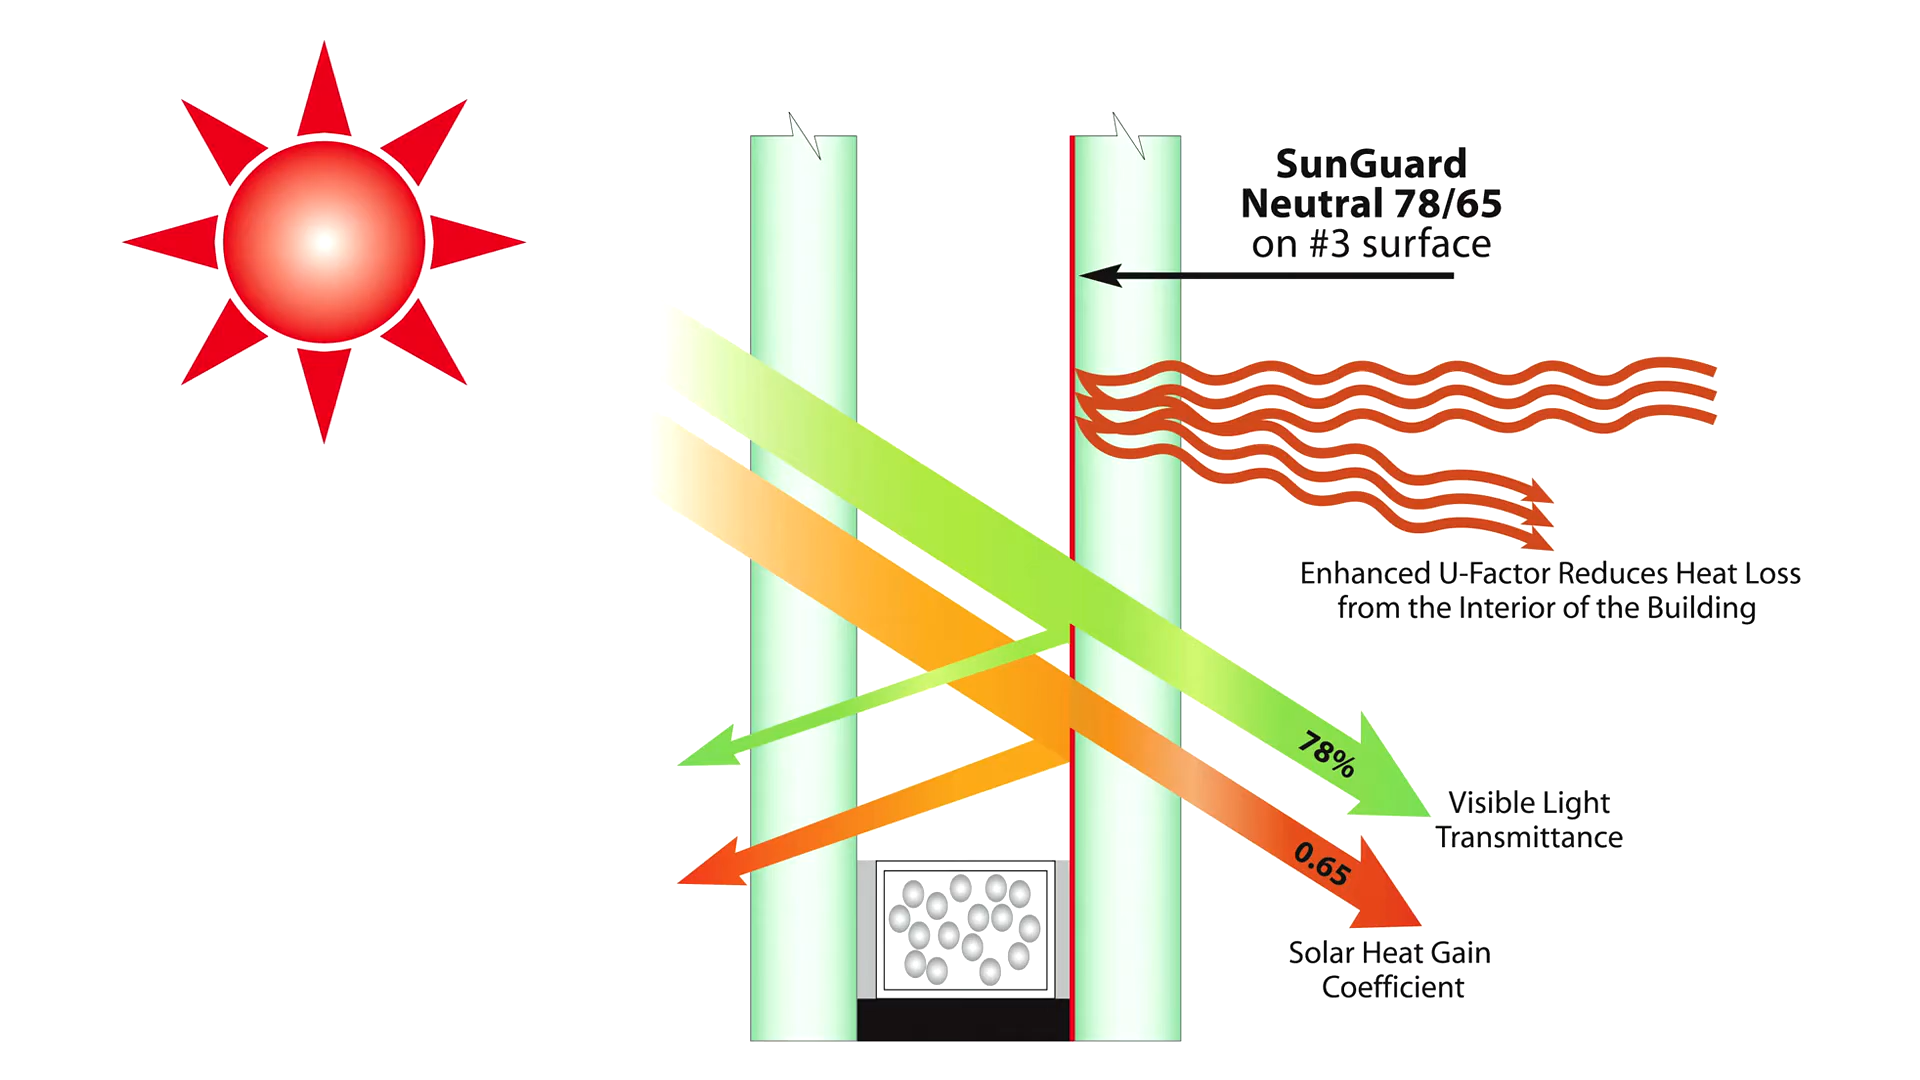 SunGuard
Neutral 78/65
on #3 surface
Enhanced U-Factor Reduces Heat Loss
from the Interior of the Building
78%
Visible Light
Transmittance
0.65
Solar Heat Gain
Coefficient